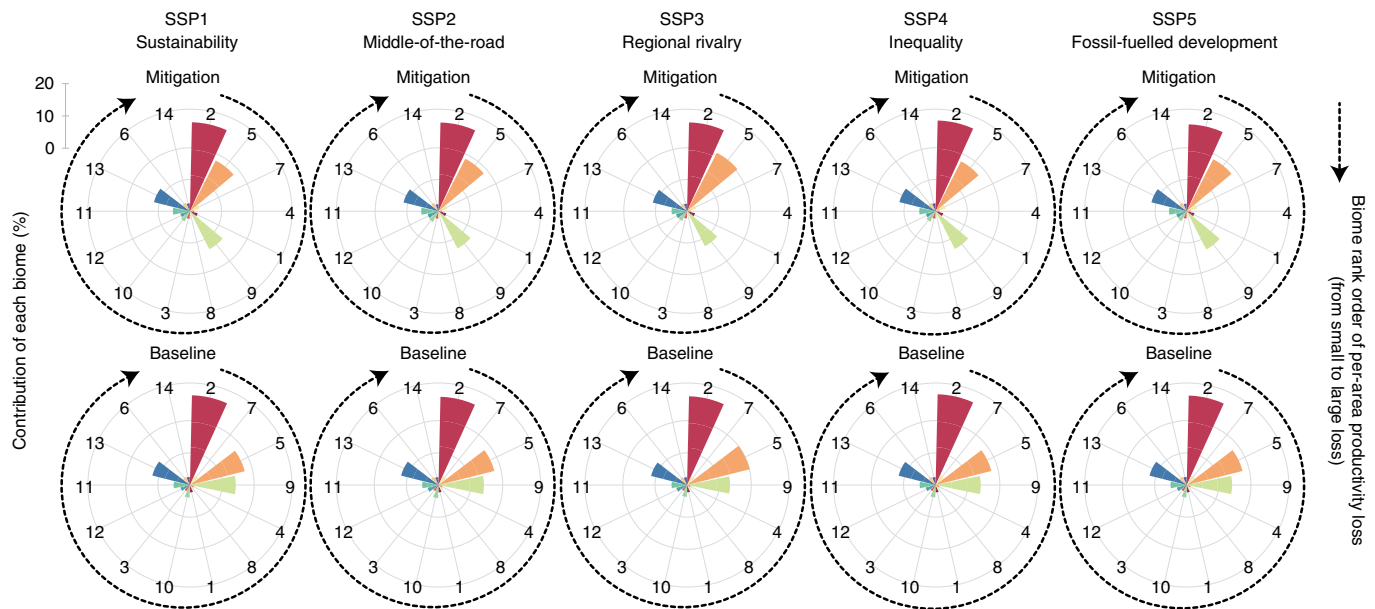 SSP1
Sustainability
SSP2
Middle-of-the-road
SSP3
Regional rivalry
SSP4
Inequality
SSP5
Fossil-fuelled development
Contribution of each biome (%)
20
10
0
Mitigation
14 2 5 7 4 1 9 8 3 10 12 11 13 6
Mitigation
14 2 5 7 4 1 9 8 3 10 12 11 13 6
Mitigation
14 2 5 7 4 1 9 8 3 10 12 11 13 6
Mitigation
14 2 5 7 4 1 9 8 3 10 12 11 13 6
Mitigation
14 2 5 7 4 1 9 8 3 10 12 11 13 6
Baseline
14 2 7 5 9 4 8 1 10 3 12 11 13 6
Baseline
14 2 7 5 9 4 8 1 10 3 12 11 13 6
Baseline
14 2 7 5 9 4 8 1 10 3 12 11 13 6
Baseline
14 2 7 5 9 4 8 1 10 3 12 11 13 6
Baseline
14 2 7 5 9 4 8 1 10 3 12 11 13 6
Biome rank order of per-area productivity loss
(from small to large loss)